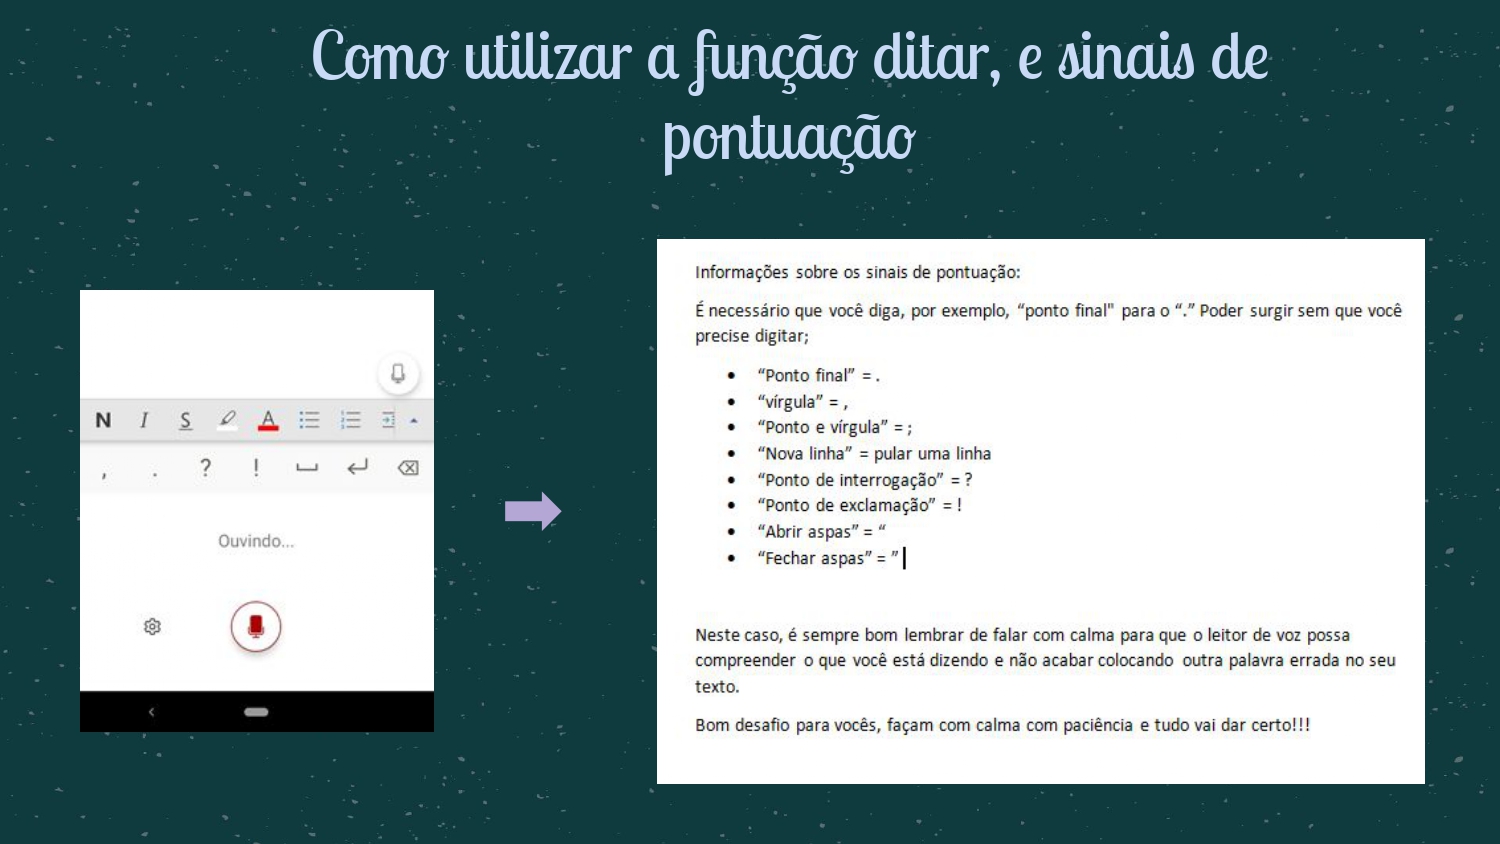 Como utilizar a função ditar, e sinais de
pontuação
N I S A
, . ? !
Ouvindo...
Informações sobre os sinais de pontuação:
É necessário que você diga, por exemplo, “ponto final" para o “.” Poder surgir sem que você
precise digitar;
• “Ponto final” = .
• “vírgula” = ,
• “Ponto e vírgula” = ;
• “Nova linha” = pular uma linha
• “Ponto de interrogação” = ?
• “Ponto de exclamação” = !
• “Abrir aspas” = “
• “Fechar aspas” = ”
Neste caso, é sempre bom lembrar de falar com calma para que o leitor de voz possa
compreender o que você está dizendo e não acabar colocando outra palavra errada no seu
texto.
Bom desafio para vocês, façam com calma com paciência e tudo vai dar certo!!!